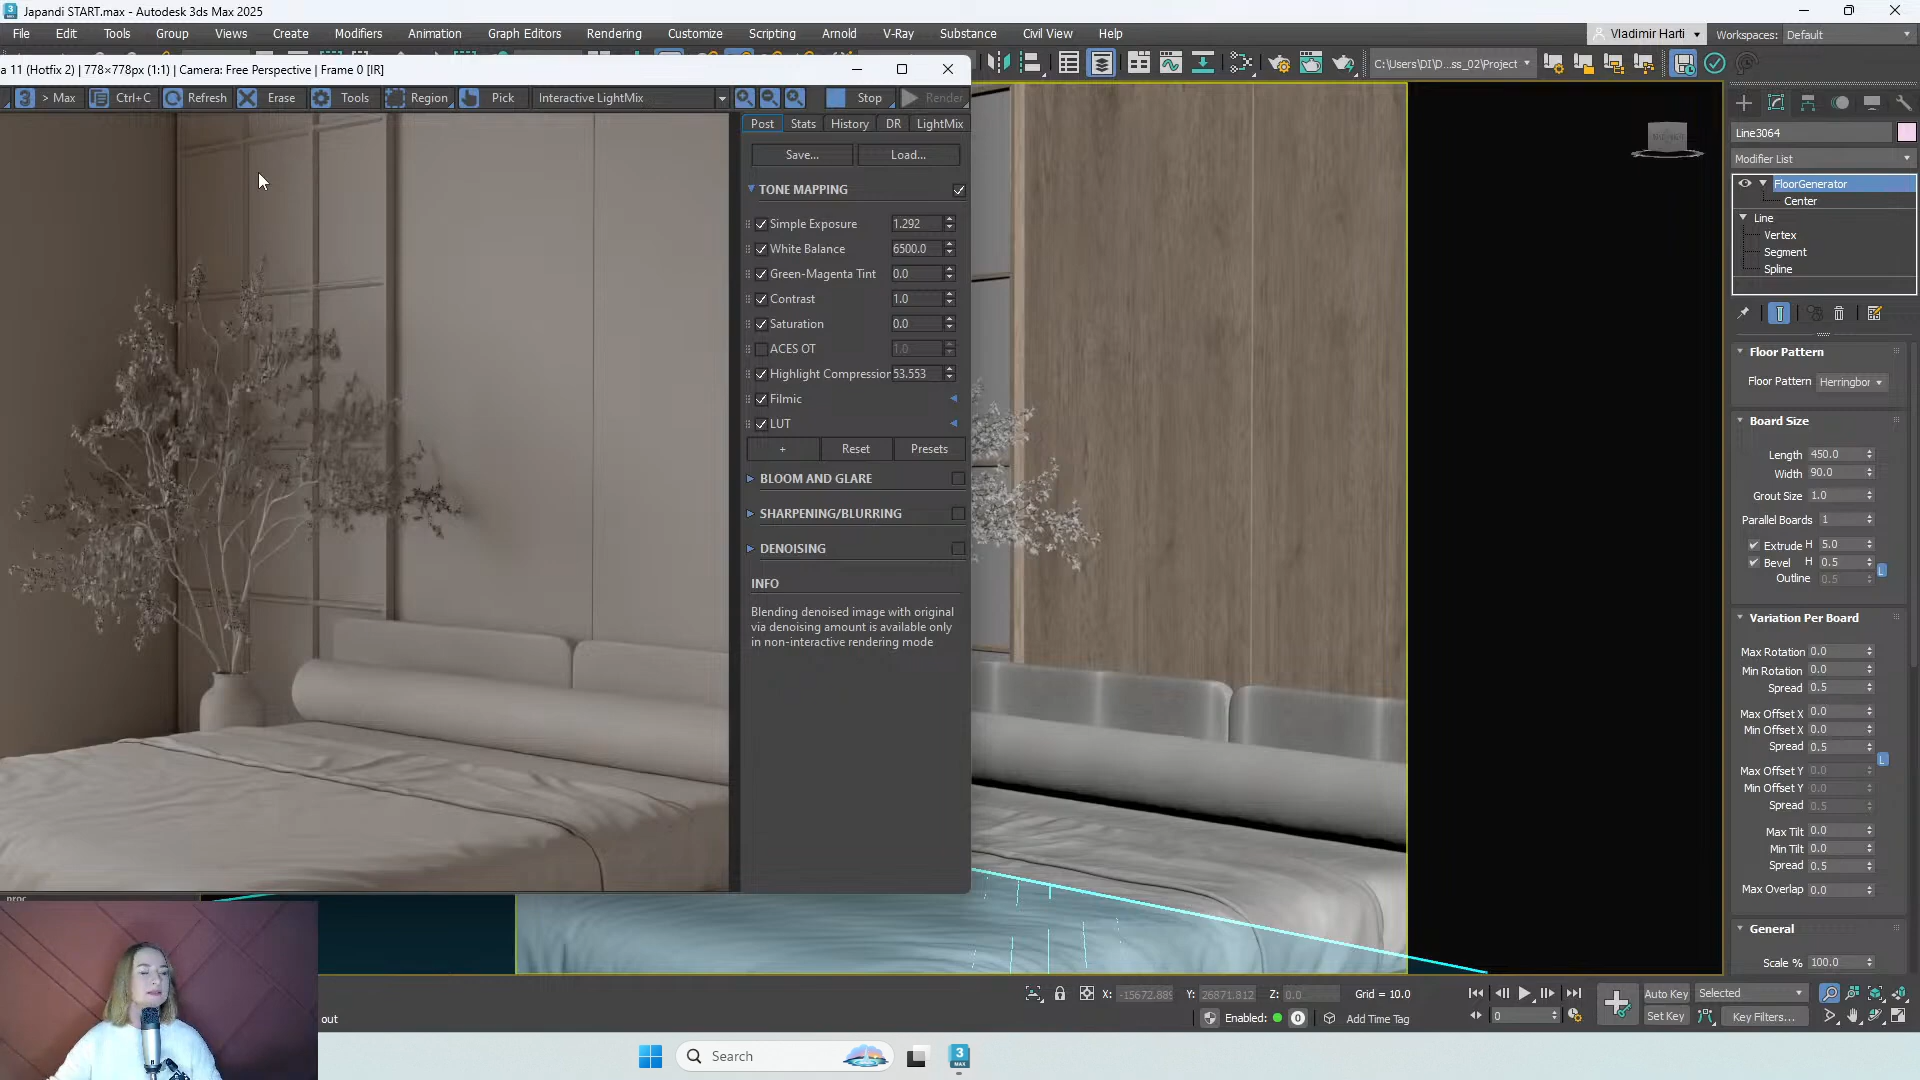 Japandi START.max - Autodesk 3ds Max 2025
File Edit Tools Group Views Create Modifiers Animation Graph Editors Rendering Customize Scripting Arnold V-Ray Substance Civil View Help
Vladimir Harti
Workspaces: Default
C:\Users\DI\D...ss_02\Project
a 11 (Hotfix 2) | 778×778px (1:1) | Camera: Free Perspective | Frame 0 [IR]
> Max Ctrl+C Refresh Erase Tools Region Pick Interactive LightMix Stop Render
Post Stats History DR LightMix
Save... Load...
TONE MAPPING
Simple Exposure 1.292
White Balance 6500.0
Green-Magenta Tint 0.0
Contrast 1.0
Saturation 0.0
ACES OT 1.0
Highlight Compression 53.553
Filmic
LUT
+ Reset Presets
BLOOM AND GLARE
SHARPENING/BLURRING
DENOISING
INFO
Blending denoised image with original
via denoising amount is available only
in non-interactive rendering mode
Line3064
Modifier List
FloorGenerator
Center
Line
Vertex
Segment
Spline
Floor Pattern
Floor Pattern Herringbor
Board Size
Length 450.0
Width 90.0
Grout Size 1.0
Parallel Boards 1
Extrude H 5.0
Bevel H 0.5
Outline 0.5
Variation Per Board
Max Rotation 0.0
Min Rotation 0.0
Spread 0.5
Max Offset X 0.0
Min Offset X 0.0
Spread 0.5
Max Offset Y 0.0
Min Offset Y 0.0
Spread 0.5
Max Tilt 0.0
Min Tilt 0.0
Spread 0.5
Max Overlap 0.0
General
Scale % 100.0
X: -15672.889 Y: 26871.812 Z: 0.0 Grid = 10.0
Enabled: 0 Add Time Tag
Auto Key Selected
0 Set Key Key Filters...
out
Search
3
MAX